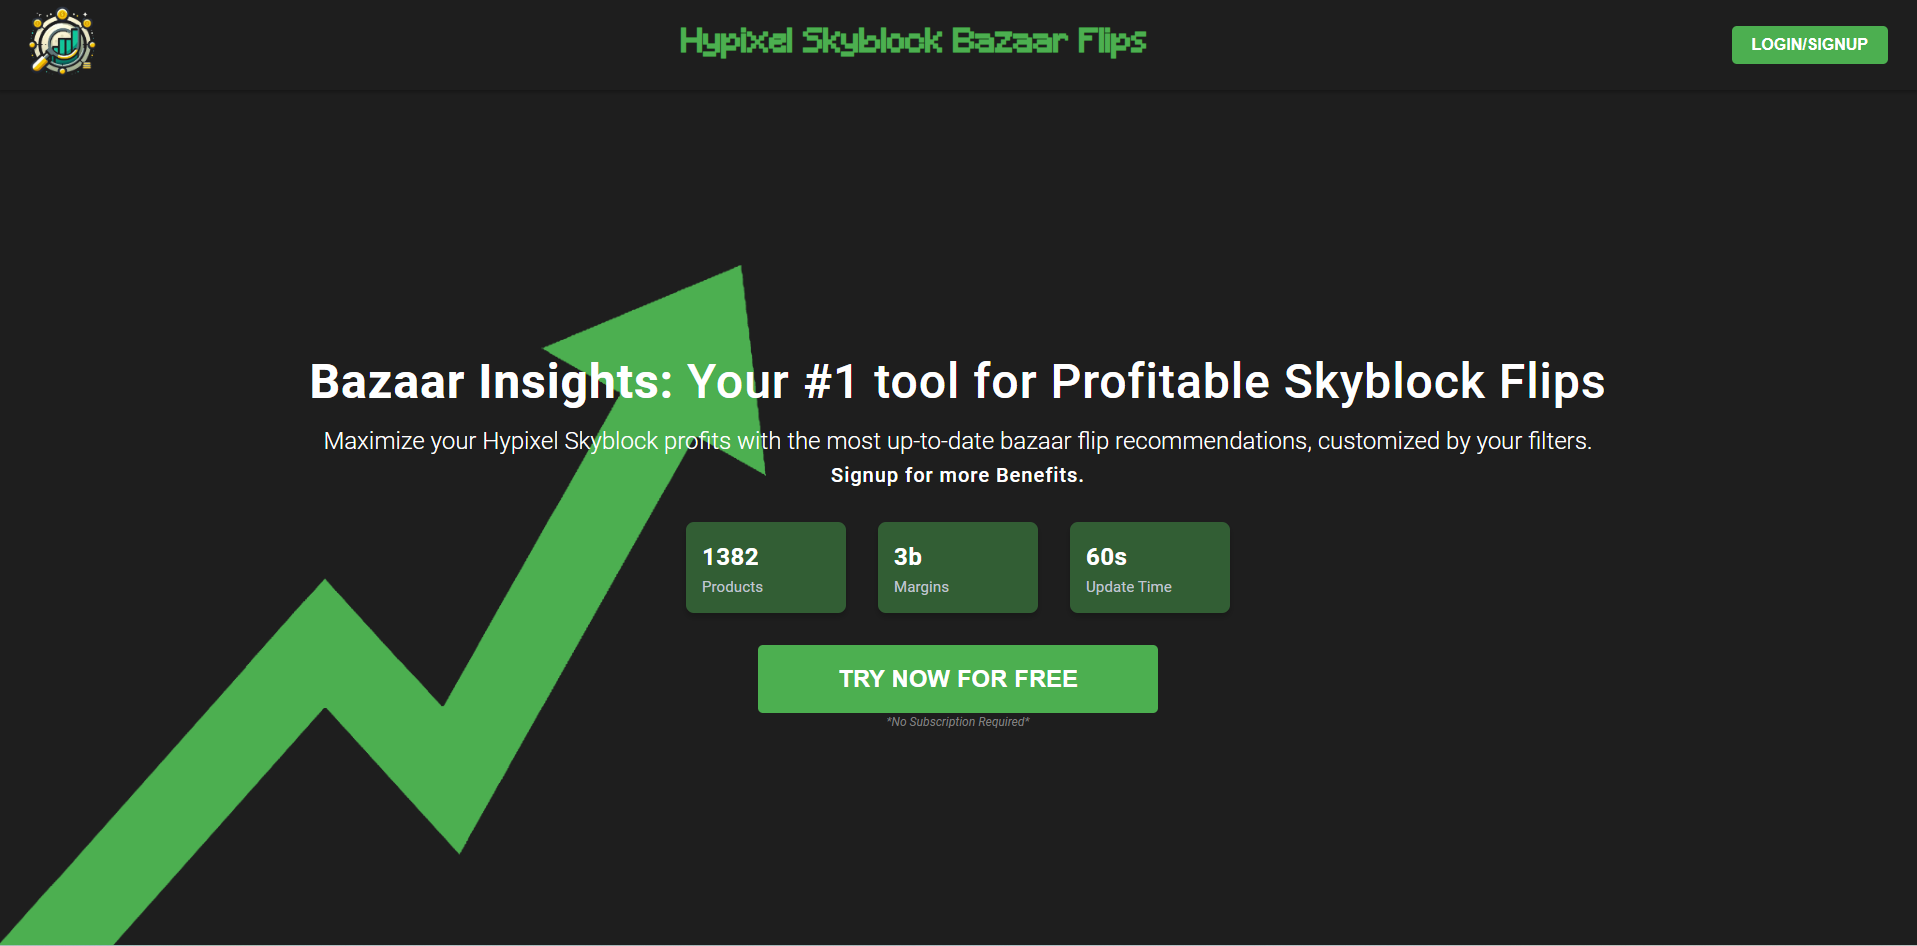 Hypixel Skyblock Bazaar Flips
LOGIN/SIGNUP
Bazaar Insights: Your #1 tool for Profitable Skyblock Flips
Maximize your Hypixel Skyblock profits with the most up-to-date bazaar flip recommendations, customized by your filters.
Signup for more Benefits.
1382
Products
3b
Margins
60s
Update Time
TRY NOW FOR FREE
*No Subscription Required*